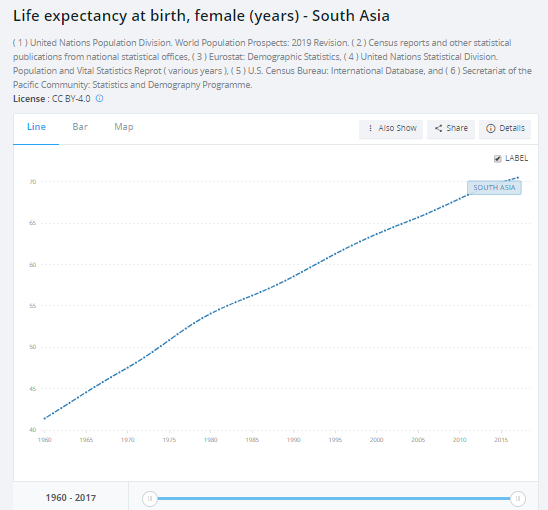 Life expectancy at birth, female (years) - South Asia
( 1 ) United Nations Population Division. World Population Prospects: 2019 Revision. ( 2 ) Census reports and other statistical
publications from national statistical offices, ( 3 ) Eurostat: Demographic Statistics, ( 4 ) United Nations Statistical Division.
Population and Vital Statistics Reprot ( various years ), ( 5 ) U.S. Census Bureau: International Database, and ( 6 ) Secretariat of the
Pacific Community: Statistics and Demography Programme.
License : CC BY-4.0
Line Bar Map Also Show Share Details
LABEL
70
SOUTH ASIA
65
60
55
50
45
40
1960 1965 1970 1975 1980 1985 1990 1995 2000 2005 2010 2015
1960 - 2017